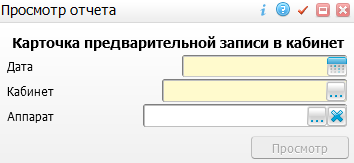 Просмотр отчета
Карточка предварительной записи в кабинет
Дата
Кабинет
Аппарат
Просмотр